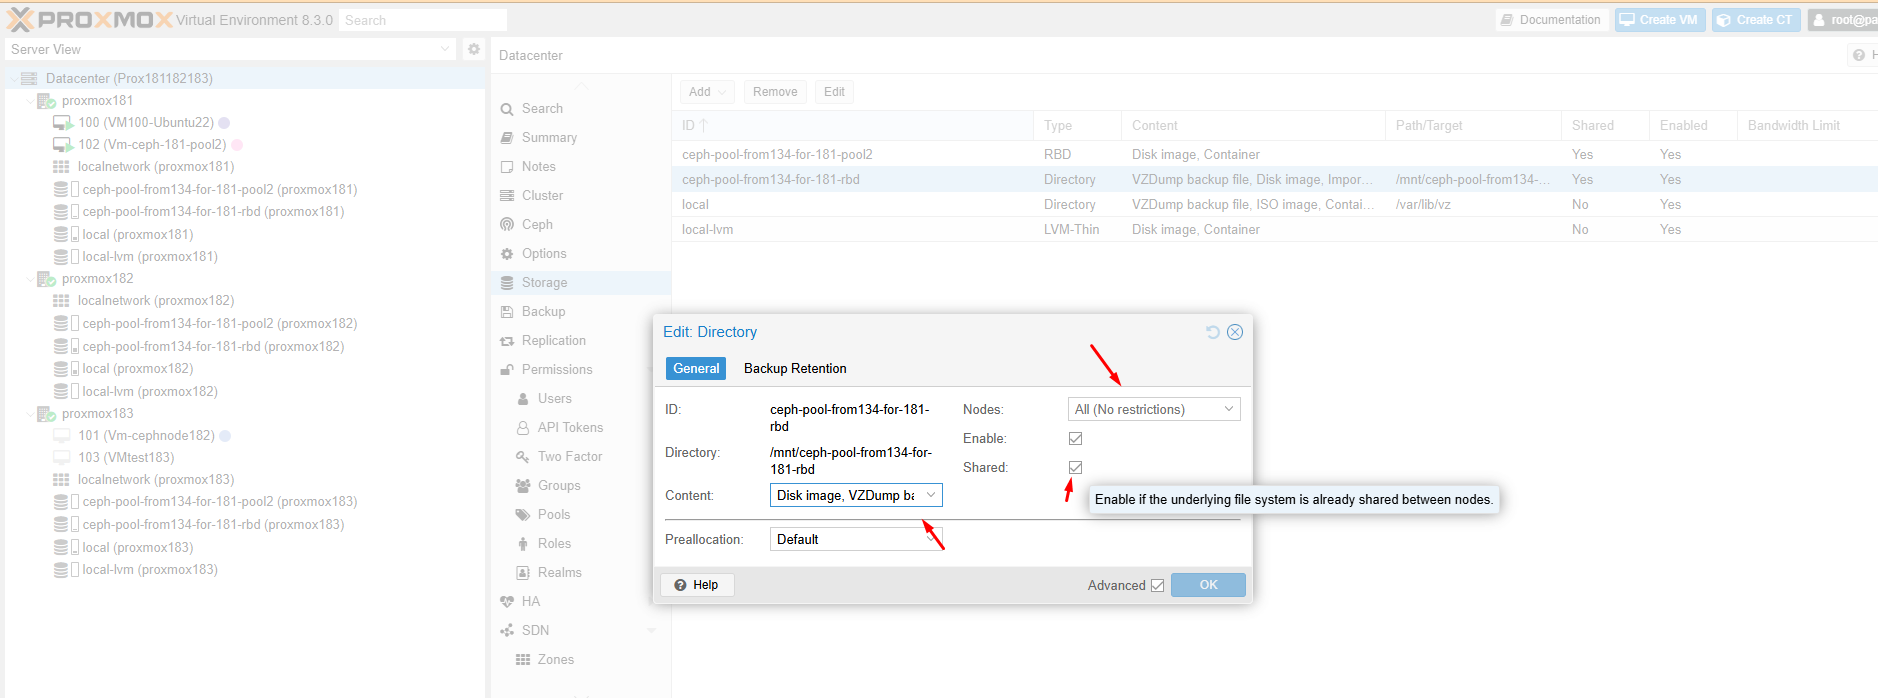 PROXMOX Virtual Environment 8.3.0 Search Documentation Create VM Create CT root@pa
Server View
Datacenter (Prox181182183)
proxmox181
100 (VM100-Ubuntu22)
102 (Vm-ceph-181-pool2)
localnetwork (proxmox181)
ceph-pool-from134-for-181-pool2 (proxmox181)
ceph-pool-from134-for-181-rbd (proxmox181)
local (proxmox181)
local-lvm (proxmox181)
proxmox182
localnetwork (proxmox182)
ceph-pool-from134-for-181-pool2 (proxmox182)
ceph-pool-from134-for-181-rbd (proxmox182)
local (proxmox182)
local-lvm (proxmox182)
proxmox183
101 (Vm-cephnode182)
103 (VMtest183)
localnetwork (proxmox183)
ceph-pool-from134-for-181-pool2 (proxmox183)
ceph-pool-from134-for-181-rbd (proxmox183)
local (proxmox183)
local-lvm (proxmox183)
Datacenter
H
Search
Summary
Notes
Cluster
Ceph
Options
Storage
Backup
Replication
Permissions
Users
API Tokens
Two Factor
Groups
Pools
Roles
Realms
HA
SDN
Zones
Add Remove Edit
ID Type Content Path/Target Shared Enabled Bandwidth Limit
ceph-pool-from134-for-181-pool2 RBD Disk image, Container Yes Yes
ceph-pool-from134-for-181-rbd Directory VZDump backup file, Disk image, Impor... /mnt/ceph-pool-from134-... Yes Yes
local Directory VZDump backup file, ISO image, Contai... /var/lib/vz No Yes
local-lvm LVM-Thin Disk image, Container No Yes
Edit: Directory
General Backup Retention
ID: ceph-pool-from134-for-181-
rbd
Directory: /mnt/ceph-pool-from134-for-
181-rbd
Content: Disk image, VZDump ba
Nodes: All (No restrictions)
Enable:
Shared:
Enable if the underlying file system is already shared between nodes.
Preallocation: Default
Help Advanced OK